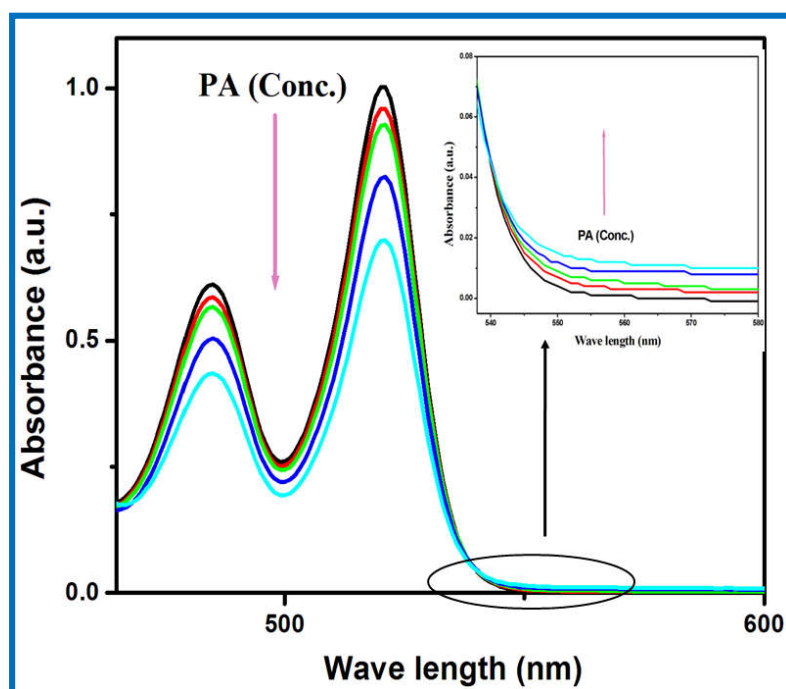 PA (Conc.)
Absorbance (a.u.)
1.0
0.5
0.0
500
600
Wave length (nm)
0.08
0.06
0.04
0.02
0.00
Absorbance (a.u.)
PA (Conc.)
540
550
560
570
580
Wave length (nm)